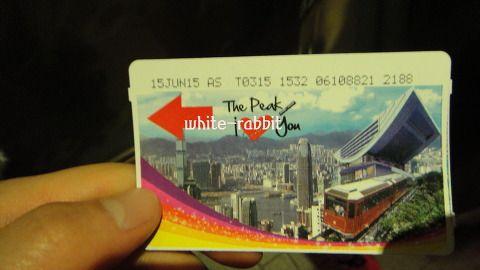 15JUN15 AS T0315 1532 06108821 2188
The Peak
i ♥ You
white-rabbit